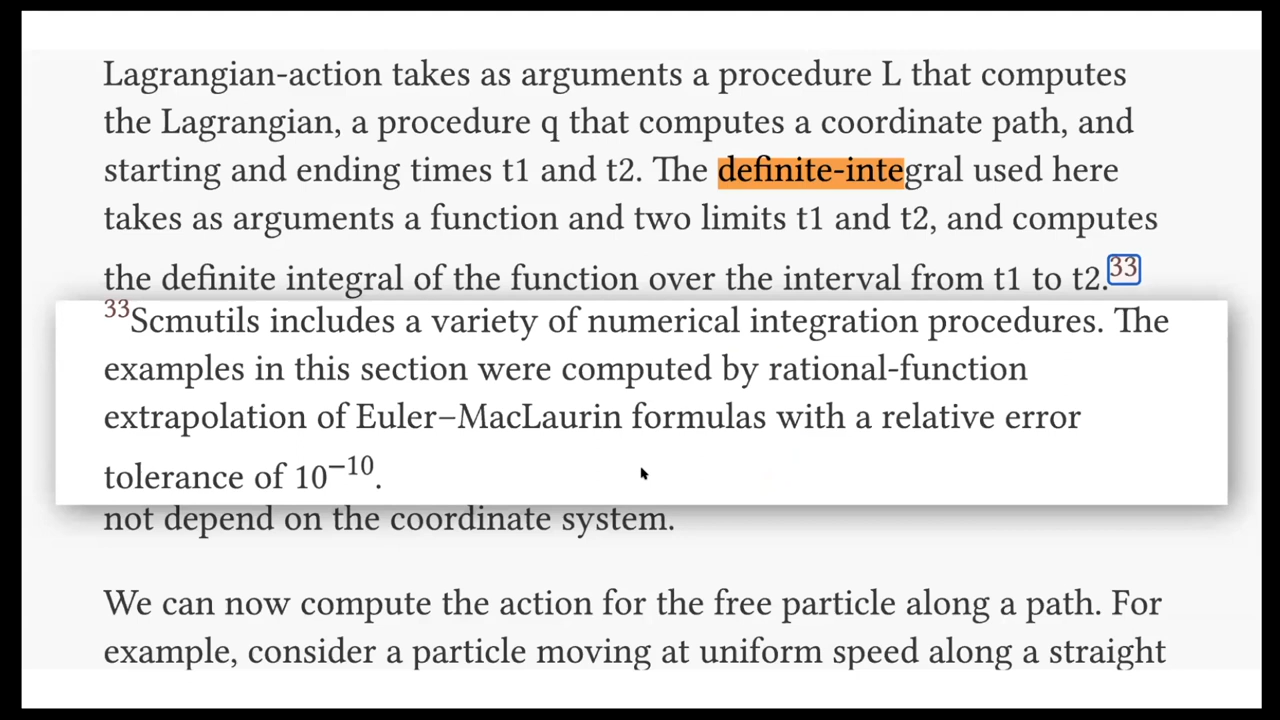 Lagrangian-action takes as arguments a procedure L that computes
the Lagrangian, a procedure q that computes a coordinate path, and
starting and ending times t1 and t2. The definite-integral used here
takes as arguments a function and two limits t1 and t2, and computes
the definite integral of the function over the interval from t1 to t2.³³
³³Scmutils includes a variety of numerical integration procedures. The
examples in this section were computed by rational-function
extrapolation of Euler–MacLaurin formulas with a relative error
tolerance of 10⁻¹⁰.
not depend on the coordinate system.
We can now compute the action for the free particle along a path. For
example, consider a particle moving at uniform speed along a straight